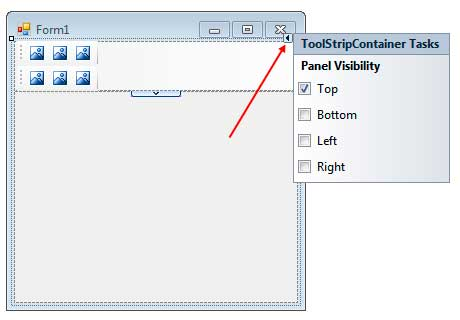 Form1
ToolStripContainer Tasks
Panel Visibility
Top
Bottom
Left
Right